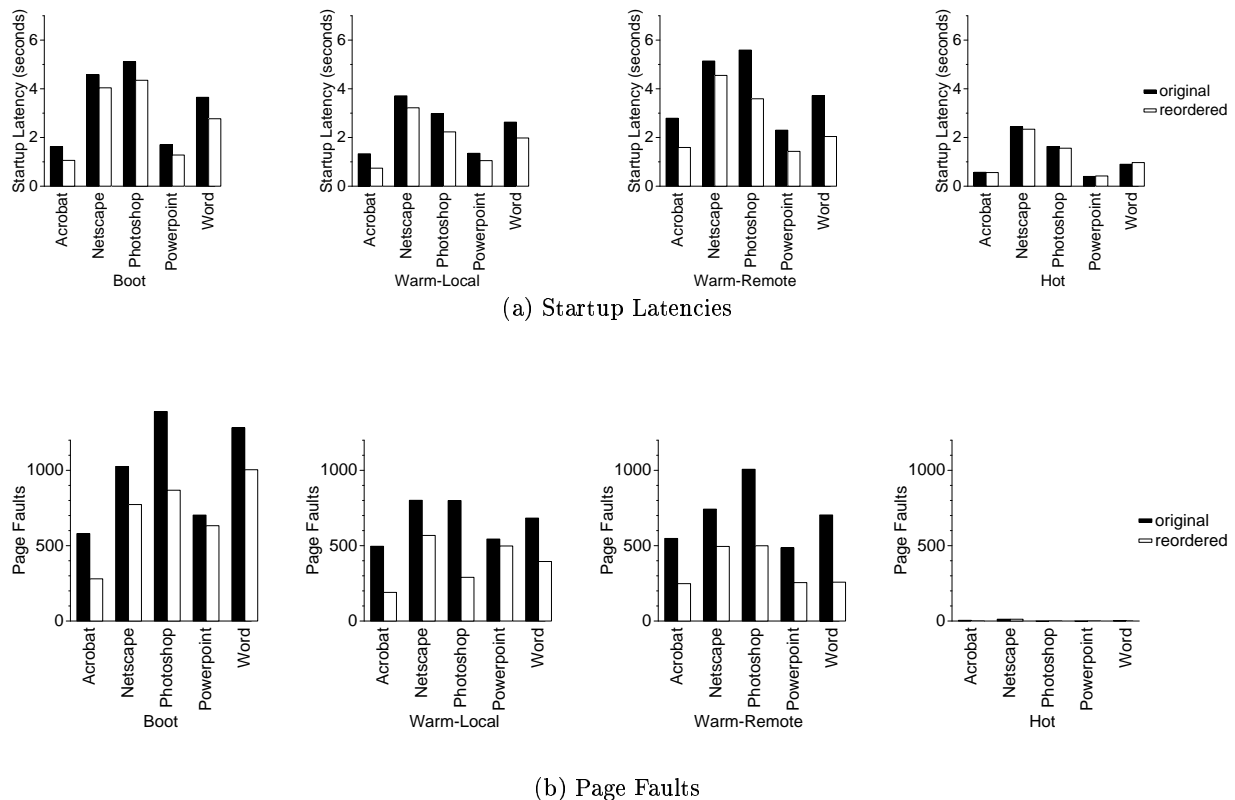 Startup Latency (seconds)
6
4
2
0
Acrobat
Netscape
Photoshop
Powerpoint
Word
Boot
Startup Latency (seconds)
6
4
2
0
Acrobat
Netscape
Photoshop
Powerpoint
Word
Warm-Local
Startup Latency (seconds)
6
4
2
0
Acrobat
Netscape
Photoshop
Powerpoint
Word
Warm-Remote
Startup Latency (seconds)
6
4
2
0
Acrobat
Netscape
Photoshop
Powerpoint
Word
Hot
original
reordered
(a) Startup Latencies
Page Faults
1000
500
0
Acrobat
Netscape
Photoshop
Powerpoint
Word
Boot
Page Faults
1000
500
0
Acrobat
Netscape
Photoshop
Powerpoint
Word
Warm-Local
Page Faults
1000
500
0
Acrobat
Netscape
Photoshop
Powerpoint
Word
Warm-Remote
Page Faults
1000
500
0
Acrobat
Netscape
Photoshop
Powerpoint
Word
Hot
original
reordered
(b) Page Faults